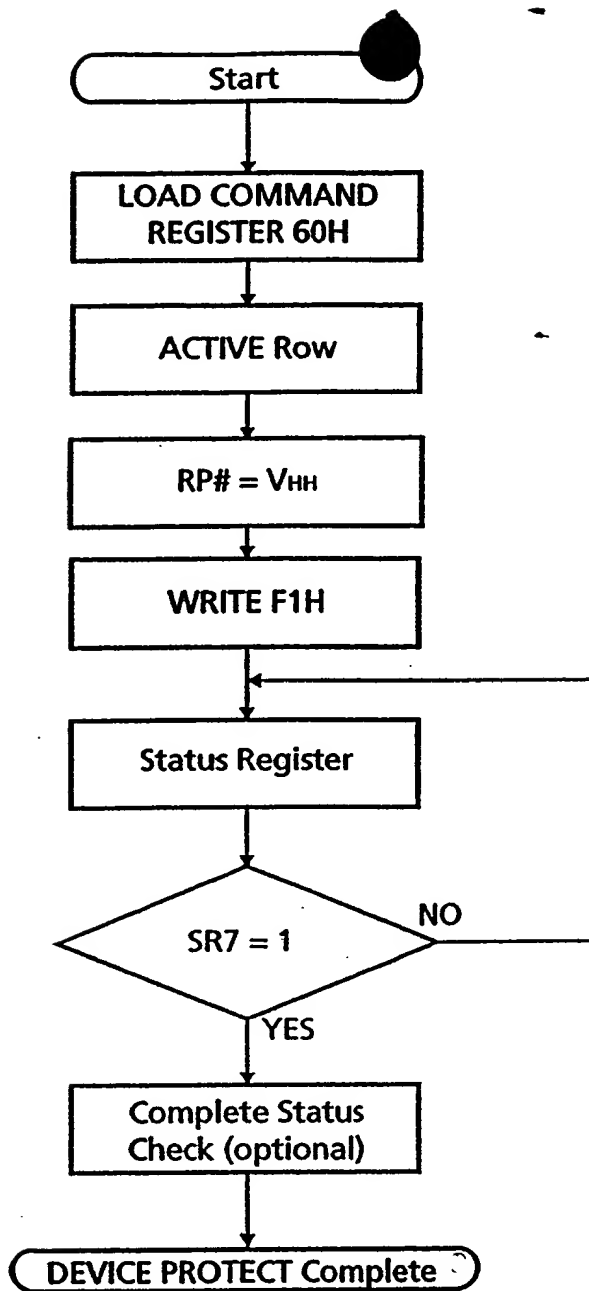 Start
LOAD COMMAND
REGISTER 60H
ACTIVE Row
RP# = VHH
WRITE F1H
Status Register
SR7 = 1
NO
YES
Complete Status
Check (optional)
DEVICE PROTECT Complete